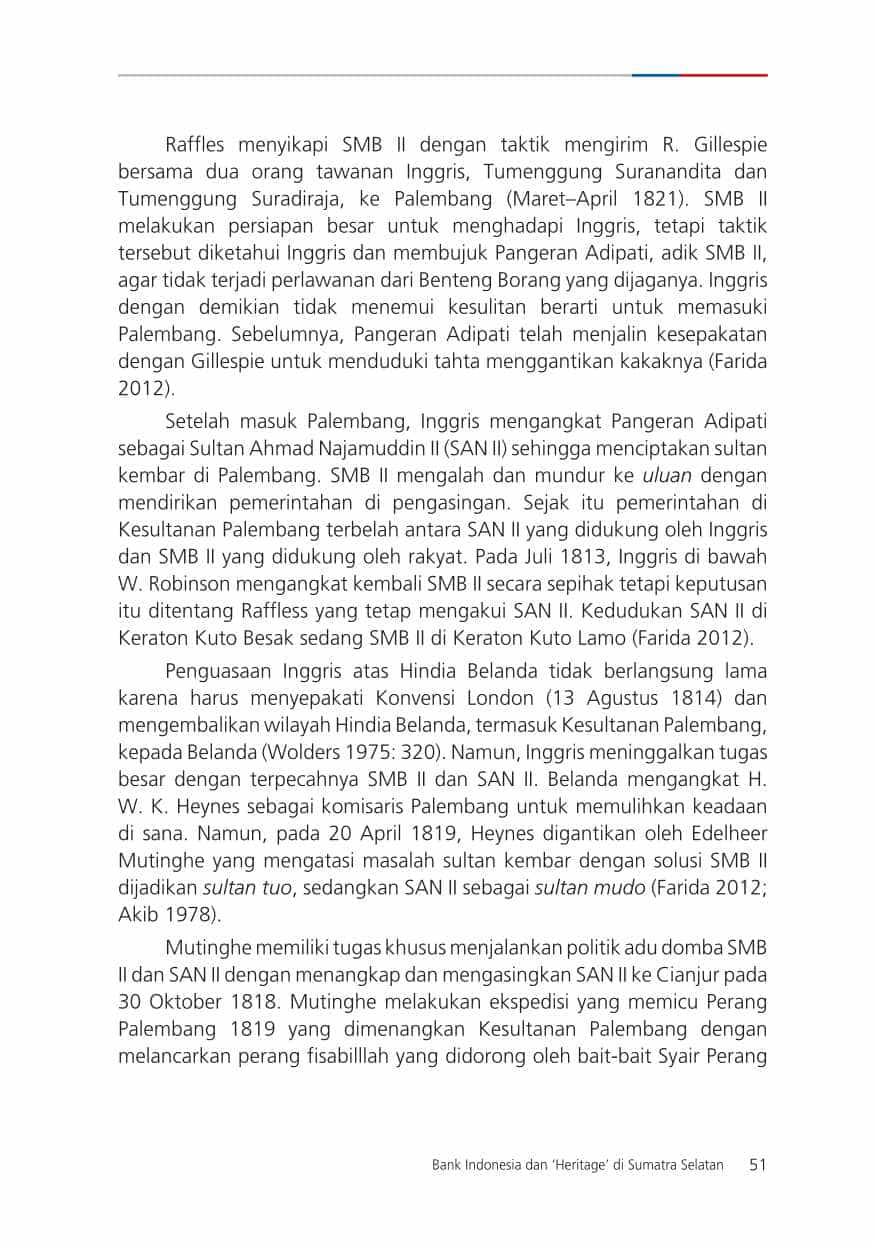 Raffles menyikapi SMB II dengan taktik mengirim R. Gillespie
bersama dua orang tawanan Inggris, Tumenggung Suranandita dan
Tumenggung Suradiraja, ke Palembang (Maret–April 1821). SMB II
melakukan persiapan besar untuk menghadapi Inggris, tetapi taktik
tersebut diketahui Inggris dan membujuk Pangeran Adipati, adik SMB II,
agar tidak terjadi perlawanan dari Benteng Borang yang dijaganya. Inggris
dengan demikian tidak menemui kesulitan berarti untuk memasuki
Palembang. Sebelumnya, Pangeran Adipati telah menjalin kesepakatan
dengan Gillespie untuk menduduki tahta menggantikan kakaknya (Farida
2012).
Setelah masuk Palembang, Inggris mengangkat Pangeran Adipati
sebagai Sultan Ahmad Najamuddin II (SAN II) sehingga menciptakan sultan
kembar di Palembang. SMB II mengalah dan mundur ke uluan dengan
mendirikan pemerintahan di pengasingan. Sejak itu pemerintahan di
Kesultanan Palembang terbelah antara SAN II yang didukung oleh Inggris
dan SMB II yang didukung oleh rakyat. Pada Juli 1813, Inggris di bawah
W. Robinson mengangkat kembali SMB II secara sepihak tetapi keputusan
itu ditentang Raffless yang tetap mengakui SAN II. Kedudukan SAN II di
Keraton Kuto Besak sedang SMB II di Keraton Kuto Lamo (Farida 2012).
Penguasaan Inggris atas Hindia Belanda tidak berlangsung lama
karena harus menyepakati Konvensi London (13 Agustus 1814) dan
mengembalikan wilayah Hindia Belanda, termasuk Kesultanan Palembang,
kepada Belanda (Wolders 1975: 320). Namun, Inggris meninggalkan tugas
besar dengan terpecahnya SMB II dan SAN II. Belanda mengangkat H.
W. K. Heynes sebagai komisaris Palembang untuk memulihkan keadaan
di sana. Namun, pada 20 April 1819, Heynes digantikan oleh Edelheer
Mutinghe yang mengatasi masalah sultan kembar dengan solusi SMB II
dijadikan sultan tuo, sedangkan SAN II sebagai sultan mudo (Farida 2012;
Akib 1978).
Mutinghe memiliki tugas khusus menjalankan politik adu domba SMB
II dan SAN II dengan menangkap dan mengasingkan SAN II ke Cianjur pada
30 Oktober 1818. Mutinghe melakukan ekspedisi yang memicu Perang
Palembang 1819 yang dimenangkan Kesultanan Palembang dengan
melancarkan perang fisabilllah yang didorong oleh bait-bait Syair Perang
Bank Indonesia dan ‘Heritage’ di Sumatra Selatan 51